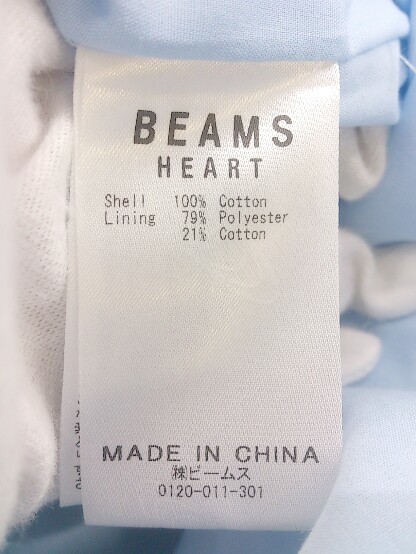 BEAMS
HEART
Shell 100% Cotton
Lining 79% Polyester
21% Cotton
MADE IN CHINA
㈱ビームス
0120-011-301